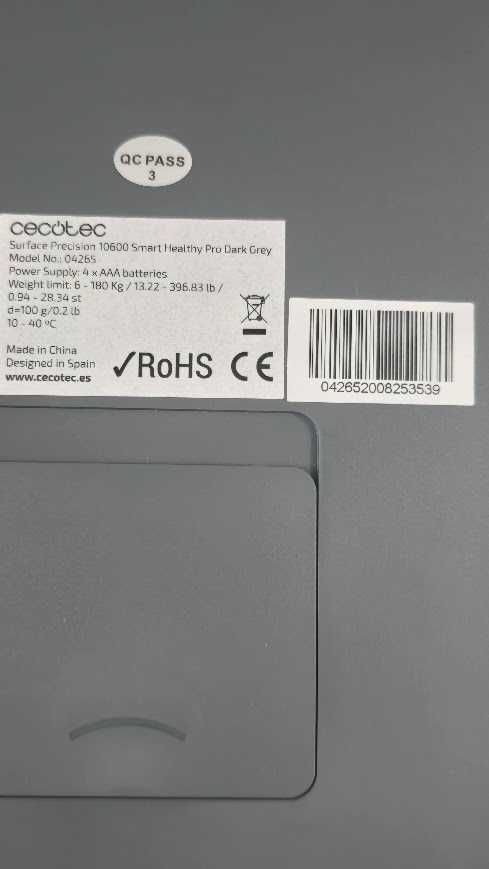 QC PASS
3
cecotec
Surface Precision 10600 Smart Healthy Pro Dark Grey
Model No.: 04265
Power Supply: 4 x AAA batteries
Weight limit: 6 - 180 Kg / 13.22 - 396.83 lb /
0.94 - 28.34 st
d=100 g/0.2 lb
10 - 40 ºC
Made in China
Designed in Spain
www.cecotec.es
✓RoHS CE
042652008253539